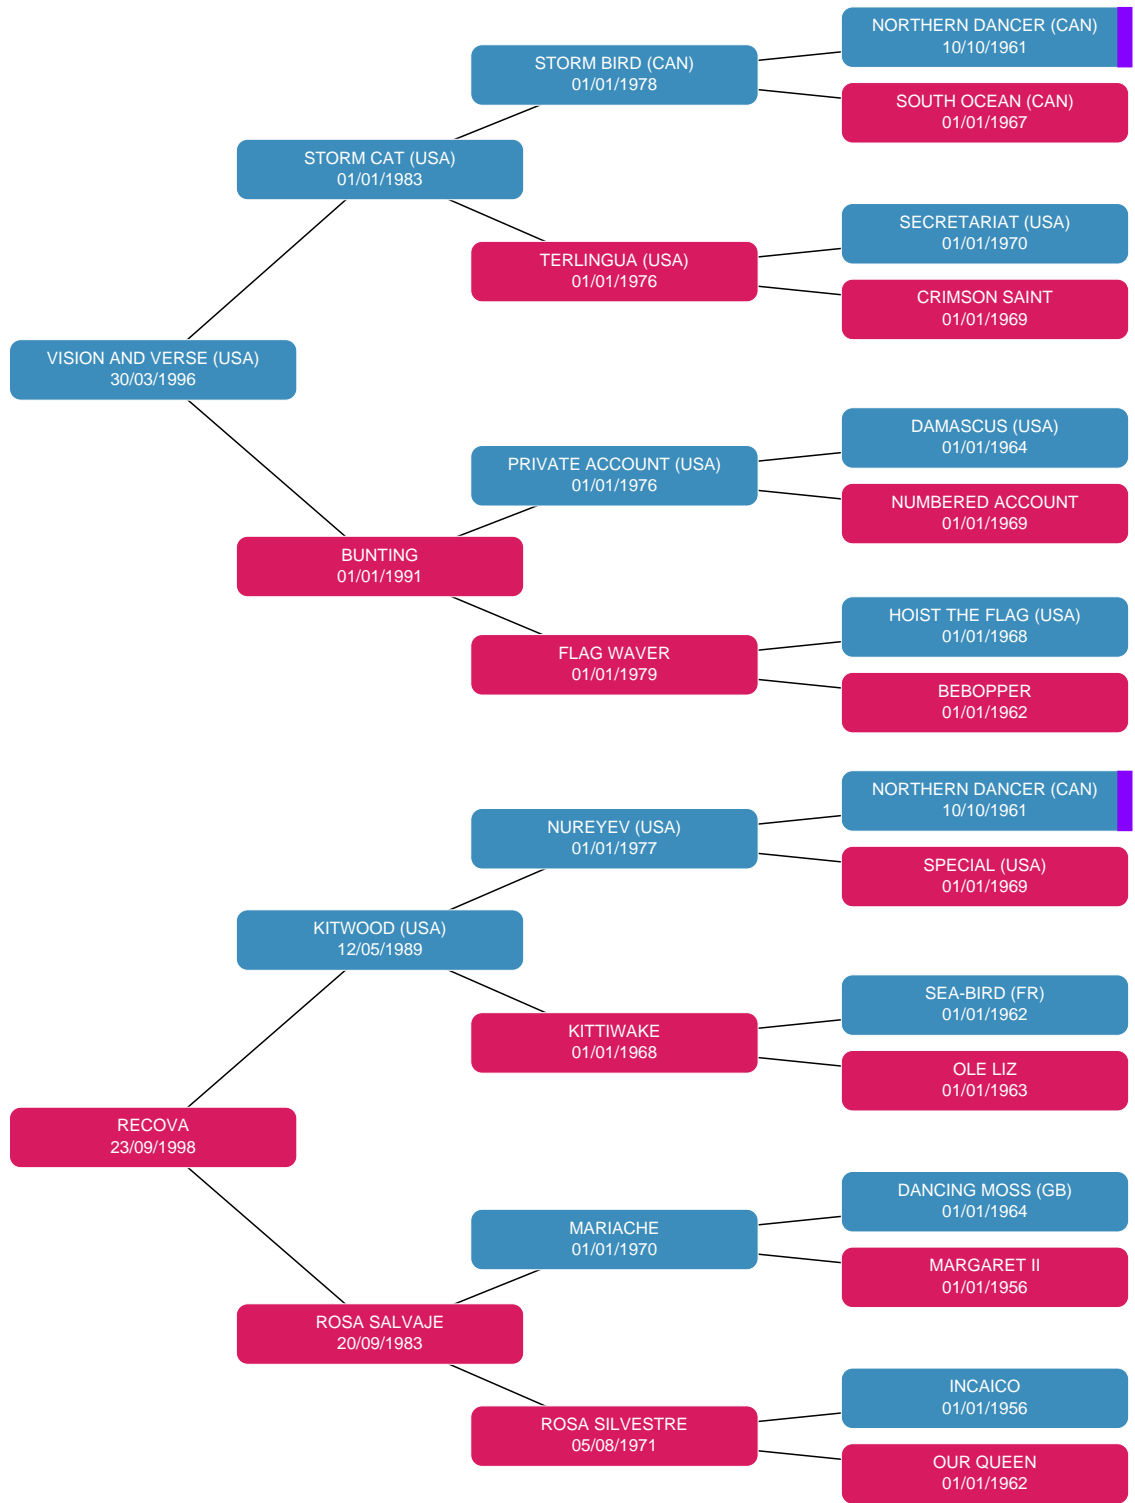 NORTHERN DANCER (CAN)
10/10/1961
STORM BIRD (CAN)
01/01/1978
SOUTH OCEAN (CAN)
01/01/1967
STORM CAT (USA)
01/01/1983
SECRETARIAT (USA)
01/01/1970
TERLINGUA (USA)
01/01/1976
CRIMSON SAINT
01/01/1969
VISION AND VERSE (USA)
30/03/1996
DAMASCUS (USA)
01/01/1964
PRIVATE ACCOUNT (USA)
01/01/1976
NUMBERED ACCOUNT
01/01/1969
BUNTING
01/01/1991
HOIST THE FLAG (USA)
01/01/1968
FLAG WAVER
01/01/1979
BEBOPPER
01/01/1962
NORTHERN DANCER (CAN)
10/10/1961
NUREYEV (USA)
01/01/1977
SPECIAL (USA)
01/01/1969
KITWOOD (USA)
12/05/1989
SEA-BIRD (FR)
01/01/1962
KITTIWAKE
01/01/1968
OLE LIZ
01/01/1963
RECOVA
23/09/1998
DANCING MOSS (GB)
01/01/1964
MARIACHE
01/01/1970
MARGARET II
01/01/1956
ROSA SALVAJE
20/09/1983
INCAICO
01/01/1956
ROSA SILVESTRE
05/08/1971
OUR QUEEN
01/01/1962